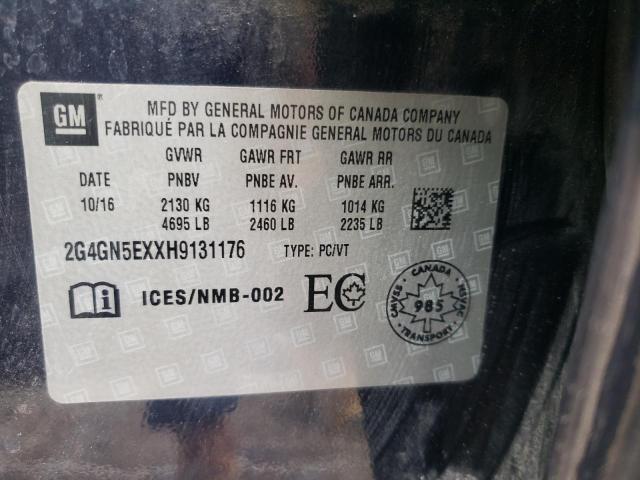 GM
MFD BY GENERAL MOTORS OF CANADA COMPANY
FABRIQUÉ PAR LA COMPAGNIE GENERAL MOTORS DU CANADA
GVWR GAWR FRT GAWR RR
DATE PNBV PNBE AV. PNBE ARR.
10/16 2130 KG 1116 KG 1014 KG
4695 LB 2460 LB 2235 LB
2G4GN5EXXH9131176 TYPE: PC/VT
ICES/NMB-002 EC
CANADA
CMVSS 985 NSVAC
TRANSPORT